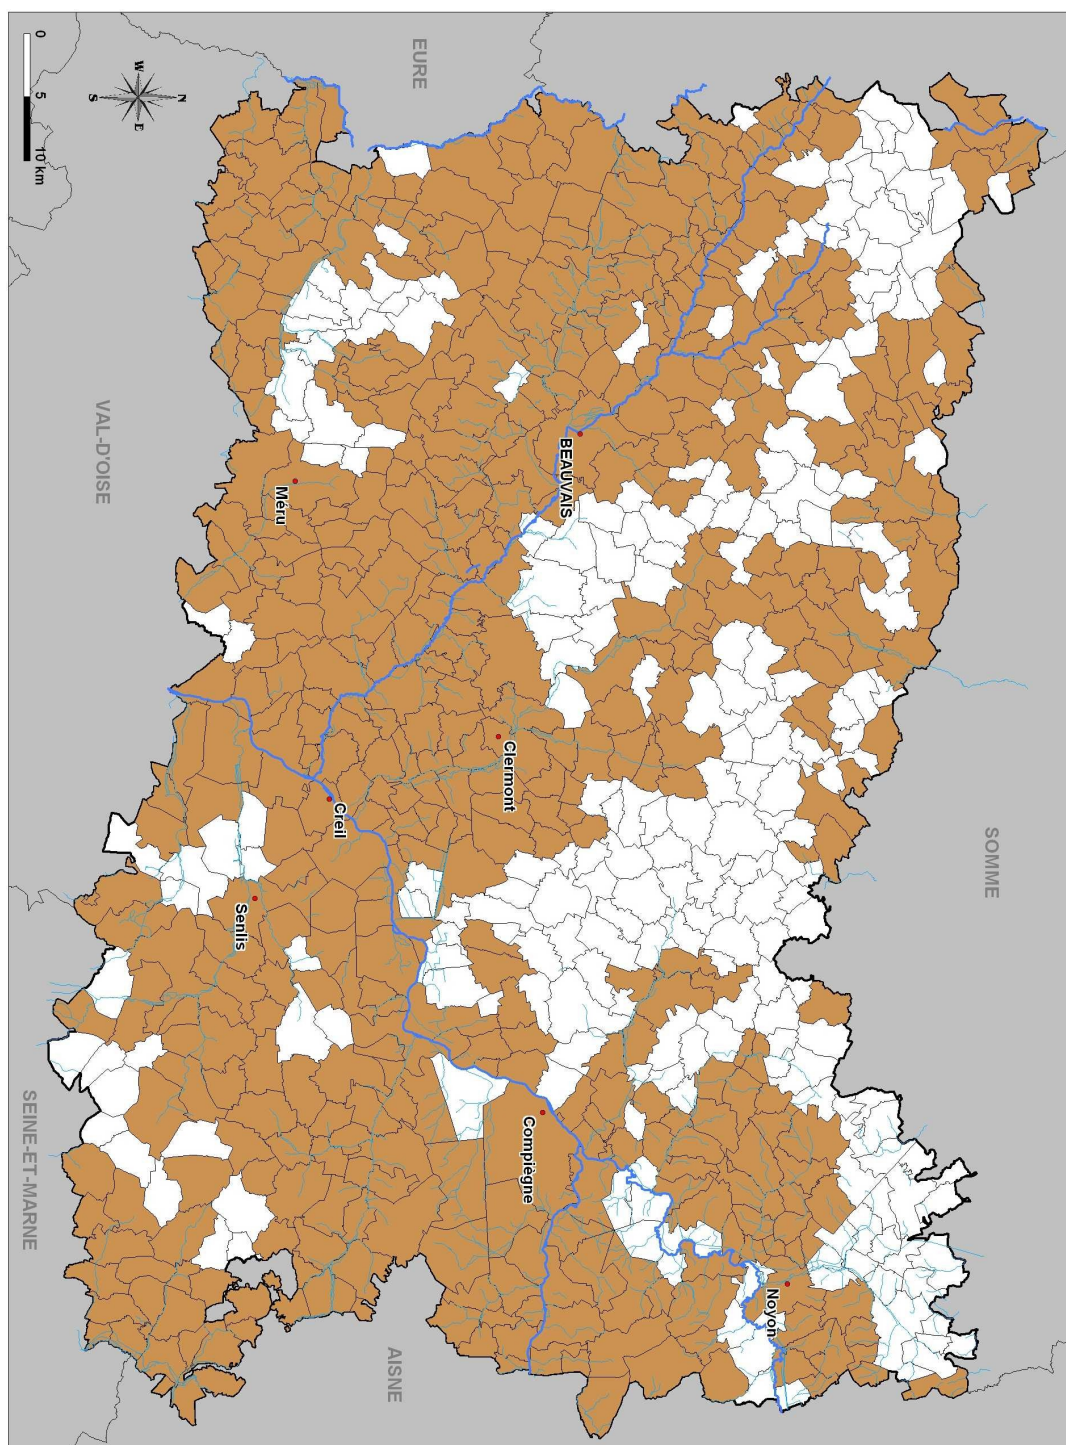 EURE
SOMME
BEAUVAIS
Noyon
Clermont
Compiègne
Méru
Creil
Senlis
VAL-D'OISE
AISNE
SEINE-ET-MARNE
N
W
E
S
0
5
10 km